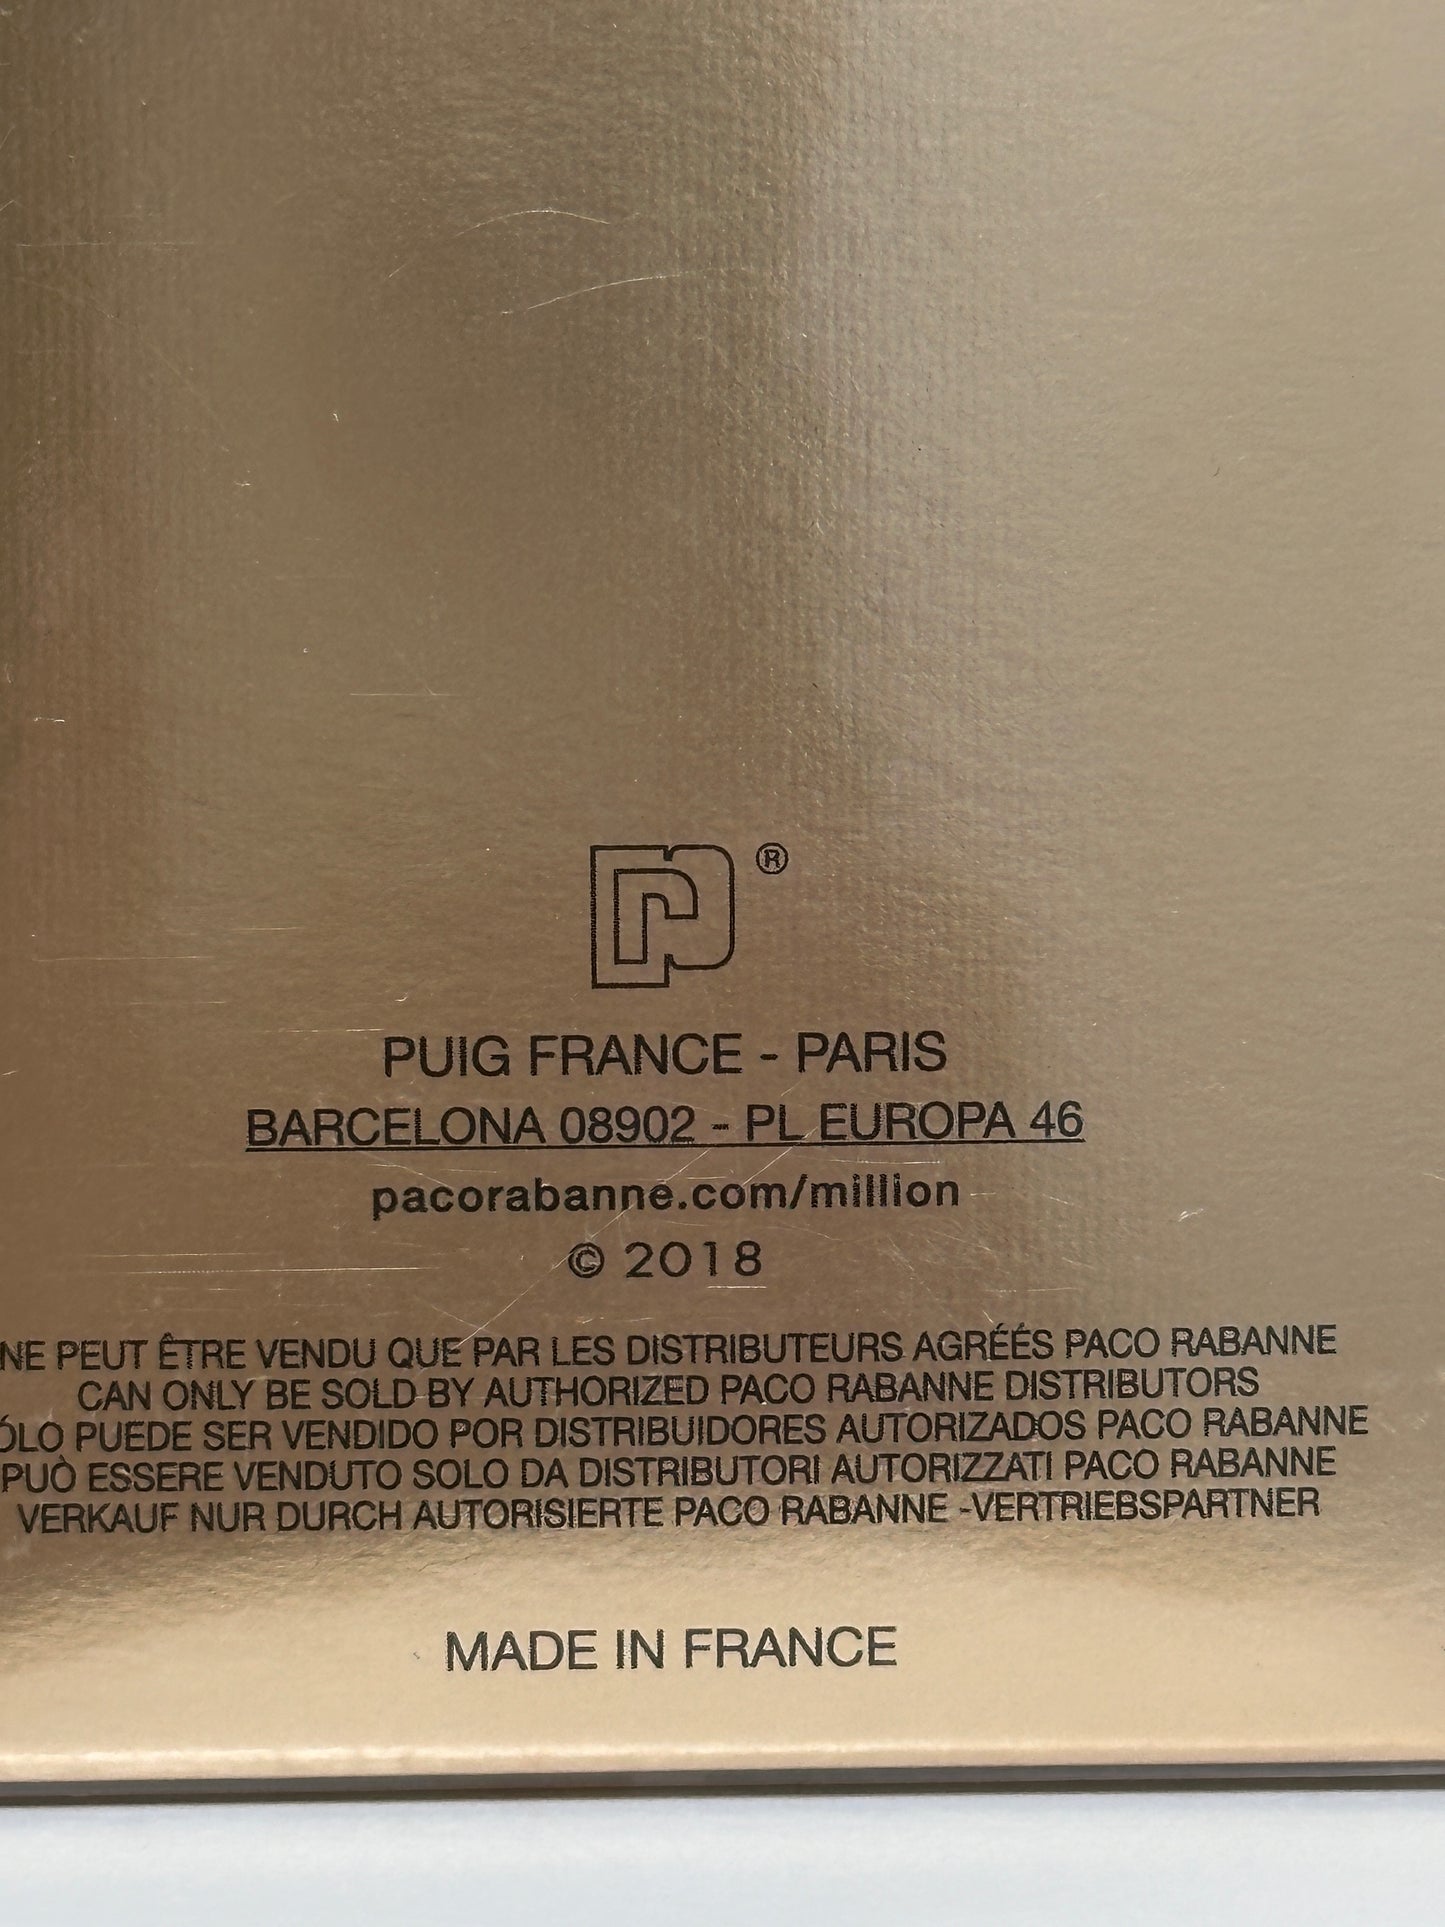 ®
PUIG FRANCE - PARIS
BARCELONA 08902 - PL EUROPA 46
pacorabanne.com/million
© 2018
NE PEUT ÊTRE VENDU QUE PAR LES DISTRIBUTEURS AGRÉÉS PACO RABANNE
CAN ONLY BE SOLD BY AUTHORIZED PACO RABANNE DISTRIBUTORS
ÓLO PUEDE SER VENDIDO POR DISTRIBUIDORES AUTORIZADOS PACO RABANNE
PUÒ ESSERE VENDUTO SOLO DA DISTRIBUTORI AUTORIZZATI PACO RABANNE
VERKAUF NUR DURCH AUTORISIERTE PACO RABANNE -VERTRIEBSPARTNER
MADE IN FRANCE